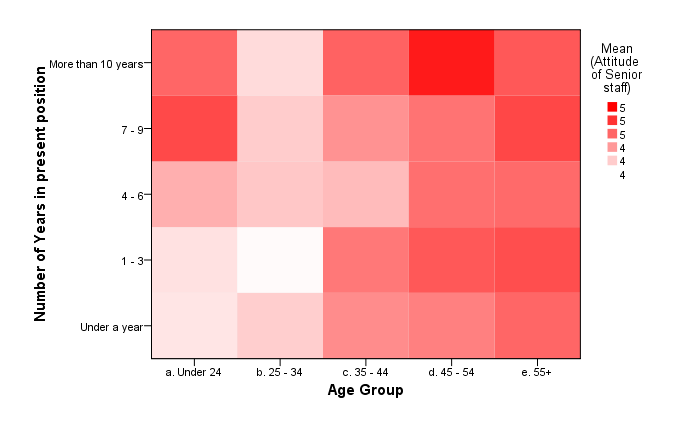 Number of Years in present position
More than 10 years
7 - 9
4 - 6
1 - 3
Under a year
a. Under 24
b. 25 - 34
c. 35 - 44
d. 45 - 54
e. 55+
Age Group
Mean
(Attitude
of Senior
staff)
5
5
5
4
4
4